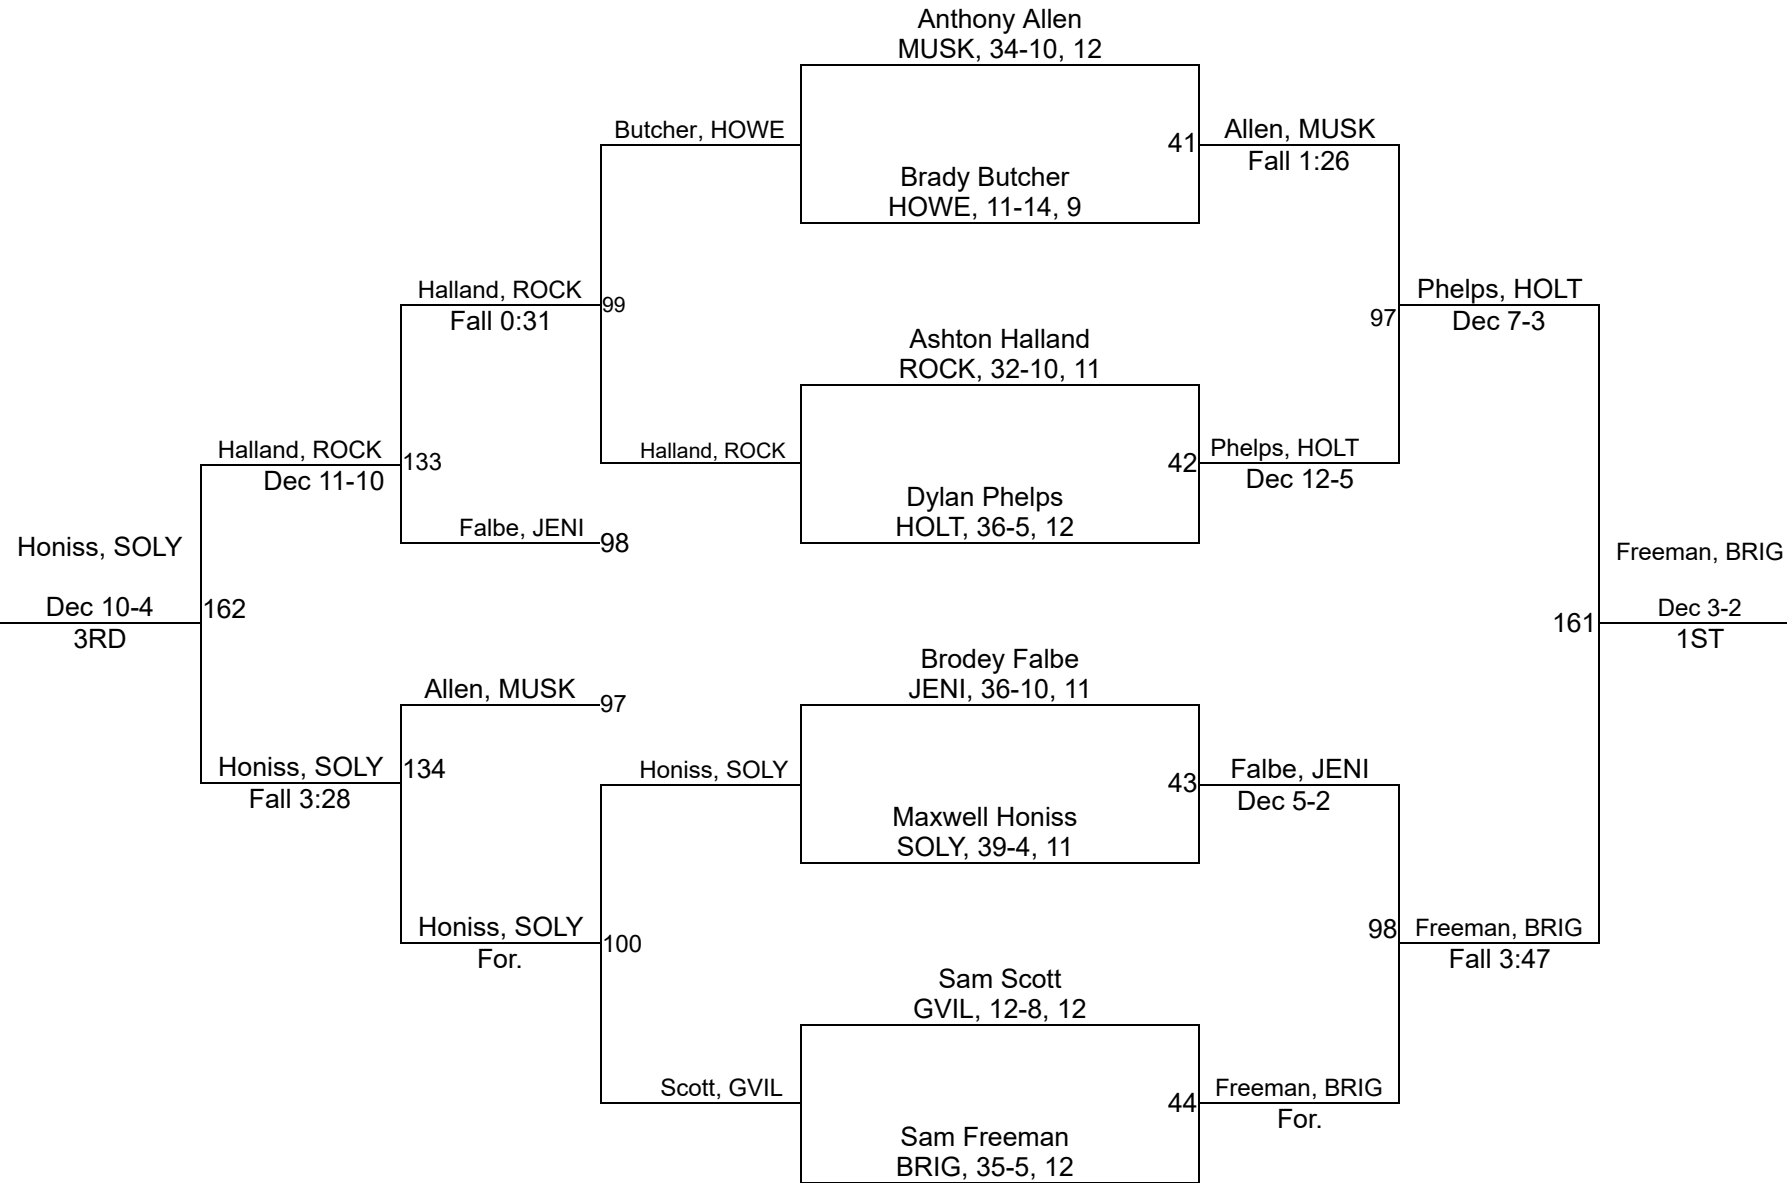 Anthony Allen
MUSK, 34-10, 12
Butcher, HOWE
41
Allen, MUSK
Fall 1:26
Brady Butcher
HOWE, 11-14, 9
Halland, ROCK
Fall 0:31
99
97
Phelps, HOLT
Dec 7-3
Ashton Halland
ROCK, 32-10, 11
Halland, ROCK
Dec 11-10
133
Halland, ROCK
42
Phelps, HOLT
Dec 12-5
Dylan Phelps
HOLT, 36-5, 12
Falbe, JENI
98
Honiss, SOLY
Dec 10-4
3RD
162
Freeman, BRIG
161
Dec 3-2
1ST
Brodey Falbe
JENI, 36-10, 11
Allen, MUSK
97
Honiss, SOLY
Fall 3:28
134
Honiss, SOLY
43
Falbe, JENI
Dec 5-2
Maxwell Honiss
SOLY, 39-4, 11
Honiss, SOLY
For.
100
98
Freeman, BRIG
Fall 3:47
Sam Scott
GVIL, 12-8, 12
Scott, GVIL
44
Freeman, BRIG
For.
Sam Freeman
BRIG, 35-5, 12